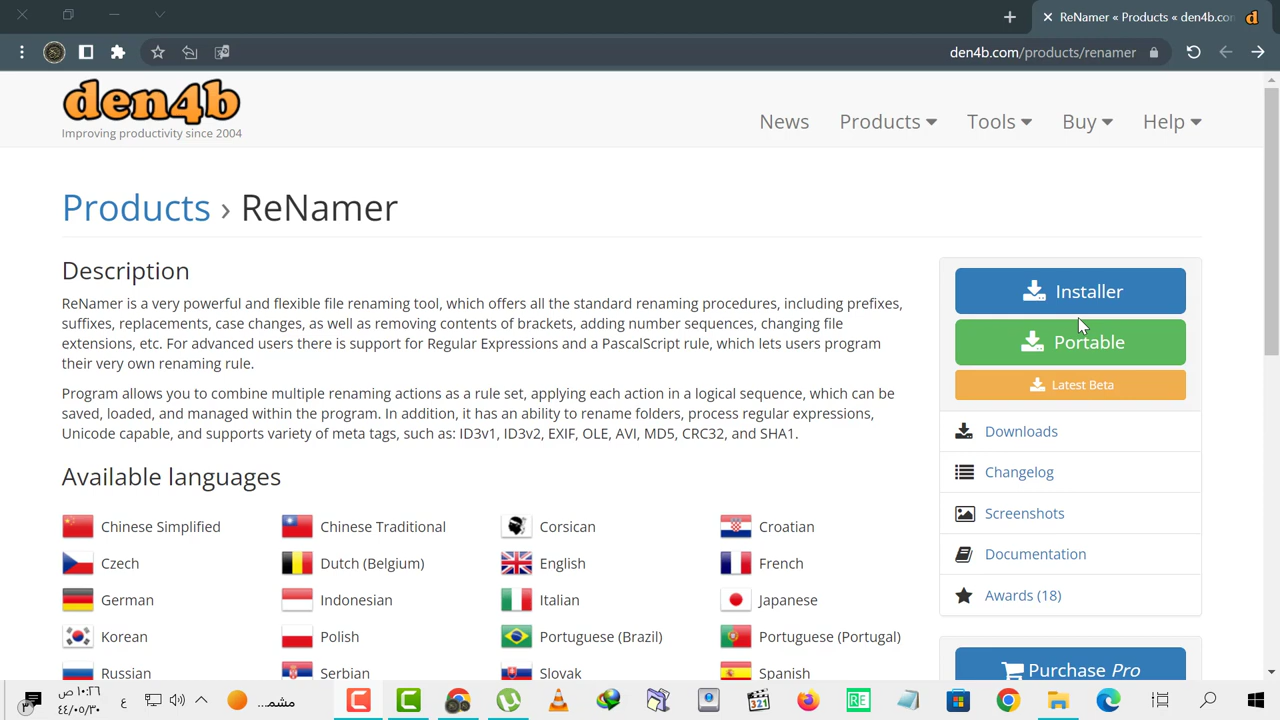 ReNamer « Products « den4b.com
den4b.com/products/renamer
den4b
Improving productivity since 2004
News
Products
Tools
Buy
Help
Products › ReNamer
Description
ReNamer is a very powerful and flexible file renaming tool, which offers all the standard renaming procedures, including prefixes,
suffixes, replacements, case changes, as well as removing contents of brackets, adding number sequences, changing file
extensions, etc. For advanced users there is support for Regular Expressions and a PascalScript rule, which lets users program
their very own renaming rule.
Program allows you to combine multiple renaming actions as a rule set, applying each action in a logical sequence, which can be
saved, loaded, and managed within the program. In addition, it has an ability to rename folders, process regular expressions,
Unicode capable, and supports variety of meta tags, such as: ID3v1, ID3v2, EXIF, OLE, AVI, MD5, CRC32, and SHA1.
Available languages
Chinese Simplified
Chinese Traditional
Corsican
Croatian
Czech
Dutch (Belgium)
English
French
German
Indonesian
Italian
Japanese
Korean
Polish
Portuguese (Brazil)
Portuguese (Portugal)
Russian
Serbian
Slovak
Spanish
Installer
Portable
Latest Beta
Downloads
Changelog
Screenshots
Documentation
Awards (18)
Purchase Pro
١٠:٢٦ ص
٤٤/٠٥/٣٠
ع
مشمـ...
321
RE